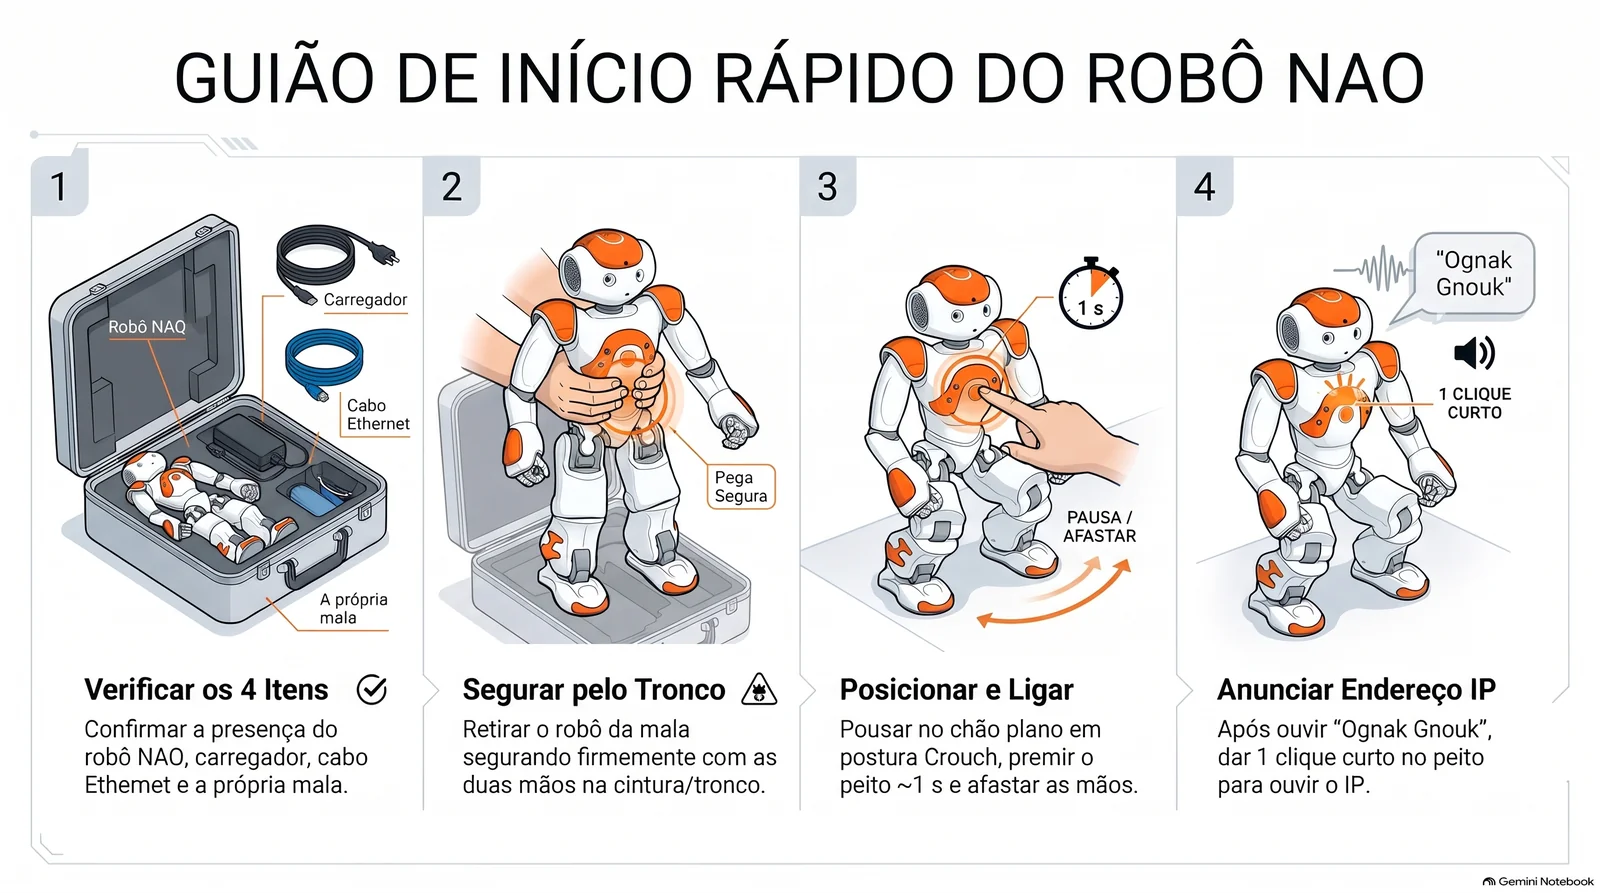 GUIÃO DE INÍCIO RÁPIDO DO ROBÔ NAO
1
Robô NAQ
Carregador
Cabo
Ethernet
A própria
mala
Verificar os 4 Itens
Confirmar a presença do
robô NAO, carregador, cabo
Ethemet e a própria mala.
2
Pega
Segura
Segurar pelo Tronco
Retirar o robô da mala
segurando firmemente com as
duas mãos na cintura/tronco.
3
1 s
PAUSA /
AFASTAR
Posicionar e Ligar
Pousar no chão plano em
postura Crouch, premir o
peito ~1 s e afastar as mãos.
4
"Ognak
Gnouk"
1 CLIQUE
CURTO
Anunciar Endereço IP
Após ouvir “Ognak Gnouk”,
dar 1 clique curto no peito
para ouvir o IP.
Gemini Notebook